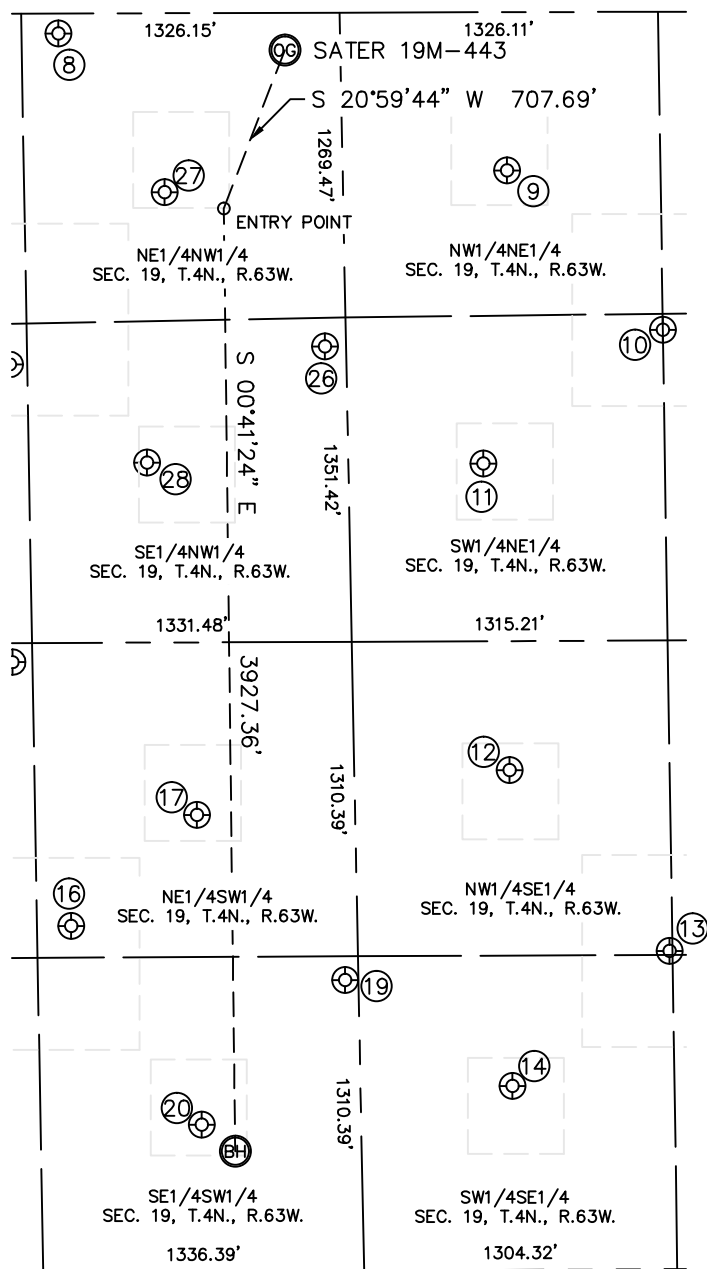 1326.15'
1326.11'
8
OG SATER 19M-443
S 20°59'44" W 707.69'
1269.47'
27
9
ENTRY POINT
NE1/4NW1/4
SEC. 19, T.4N., R.63W.
NW1/4NE1/4
SEC. 19, T.4N., R.63W.
10
26
S 00°41'24" E
1351.42'
28
11
SE1/4NW1/4
SEC. 19, T.4N., R.63W.
SW1/4NE1/4
SEC. 19, T.4N., R.63W.
1331.48'
1315.21'
3927.36'
12
17
1310.39'
16
NE1/4SW1/4
SEC. 19, T.4N., R.63W.
NW1/4SE1/4
SEC. 19, T.4N., R.63W.
13
19
14
20
1310.39'
BH
SE1/4SW1/4
SEC. 19, T.4N., R.63W.
SW1/4SE1/4
SEC. 19, T.4N., R.63W.
1336.39'
1304.32'